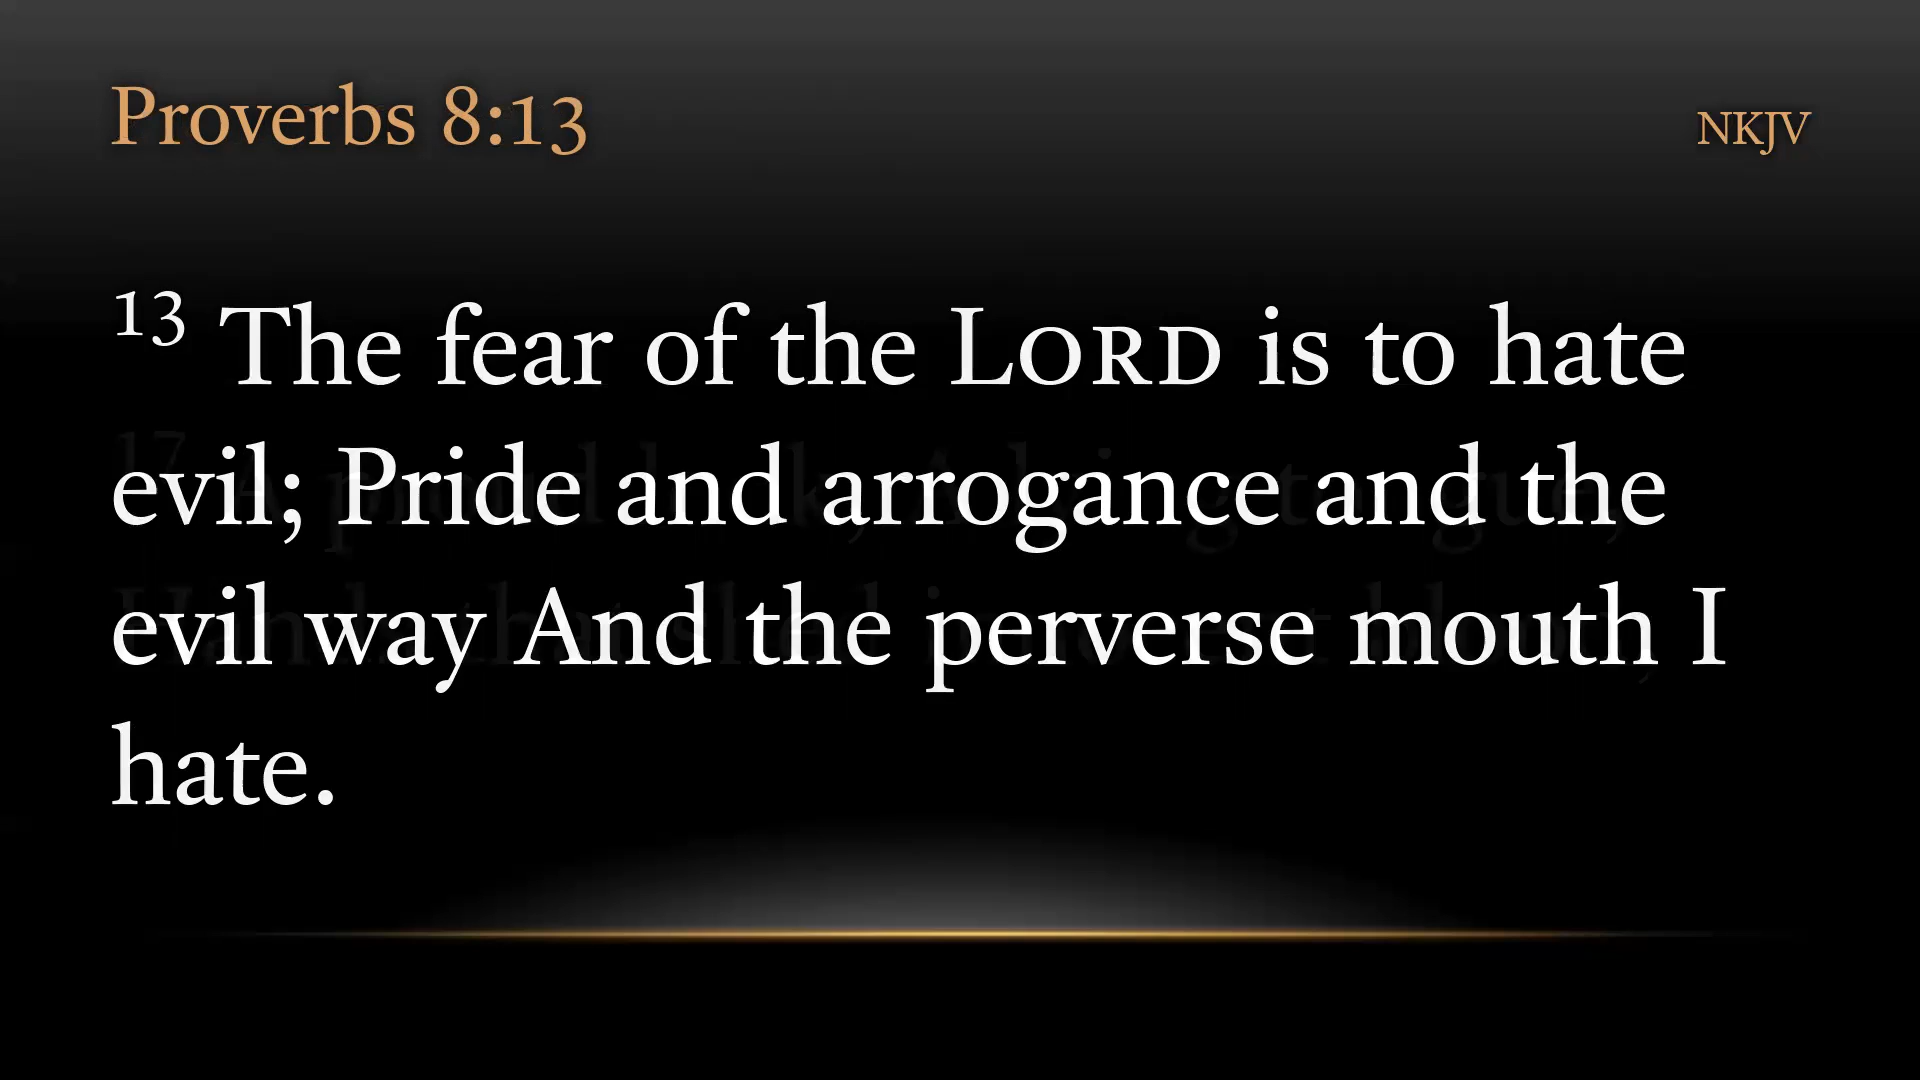 Proverbs 8:13
NKJV
13 The fear of the LORD is to hate
evil; Pride and arrogance and the
evil way And the perverse mouth I
hate.